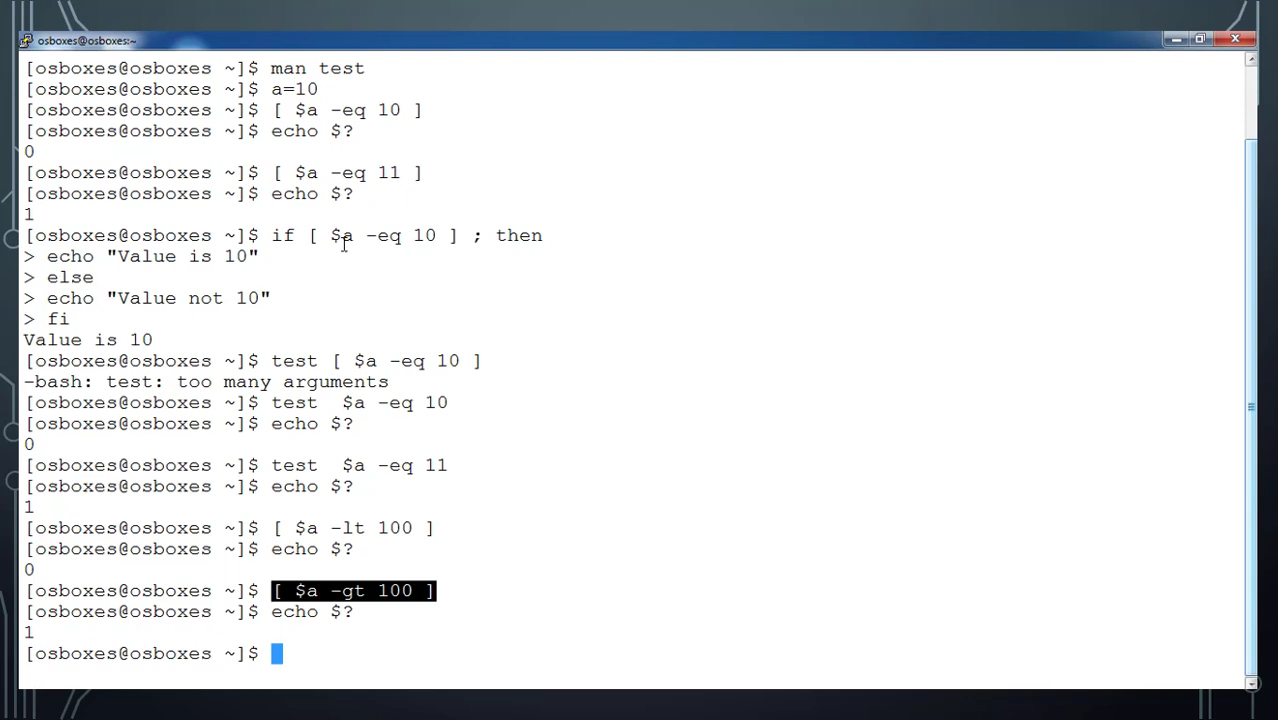 osboxes@osboxes:~
[osboxes@osboxes ~]$ man test
[osboxes@osboxes ~]$ a=10
[osboxes@osboxes ~]$ [ $a -eq 10 ]
[osboxes@osboxes ~]$ echo $?
0
[osboxes@osboxes ~]$ [ $a -eq 11 ]
[osboxes@osboxes ~]$ echo $?
1
[osboxes@osboxes ~]$ if [ $a -eq 10 ] ; then
> echo "Value is 10"
> else
> echo "Value not 10"
> fi
Value is 10
[osboxes@osboxes ~]$ test [ $a -eq 10 ]
-bash: test: too many arguments
[osboxes@osboxes ~]$ test  $a -eq 10
[osboxes@osboxes ~]$ echo $?
0
[osboxes@osboxes ~]$ test  $a -eq 11
[osboxes@osboxes ~]$ echo $?
1
[osboxes@osboxes ~]$ [ $a -lt 100 ]
[osboxes@osboxes ~]$ echo $?
0
[osboxes@osboxes ~]$ [ $a -gt 100 ]
[osboxes@osboxes ~]$ echo $?
1
[osboxes@osboxes ~]$